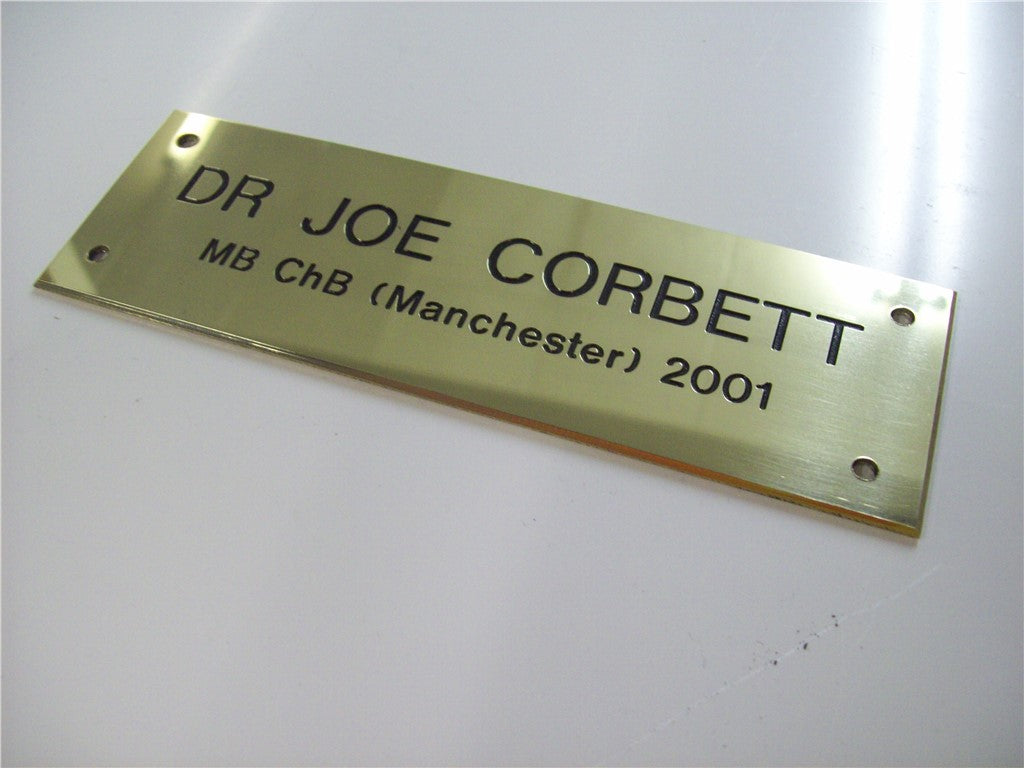 DR JOE CORBETT
MB ChB (Manchester) 2001